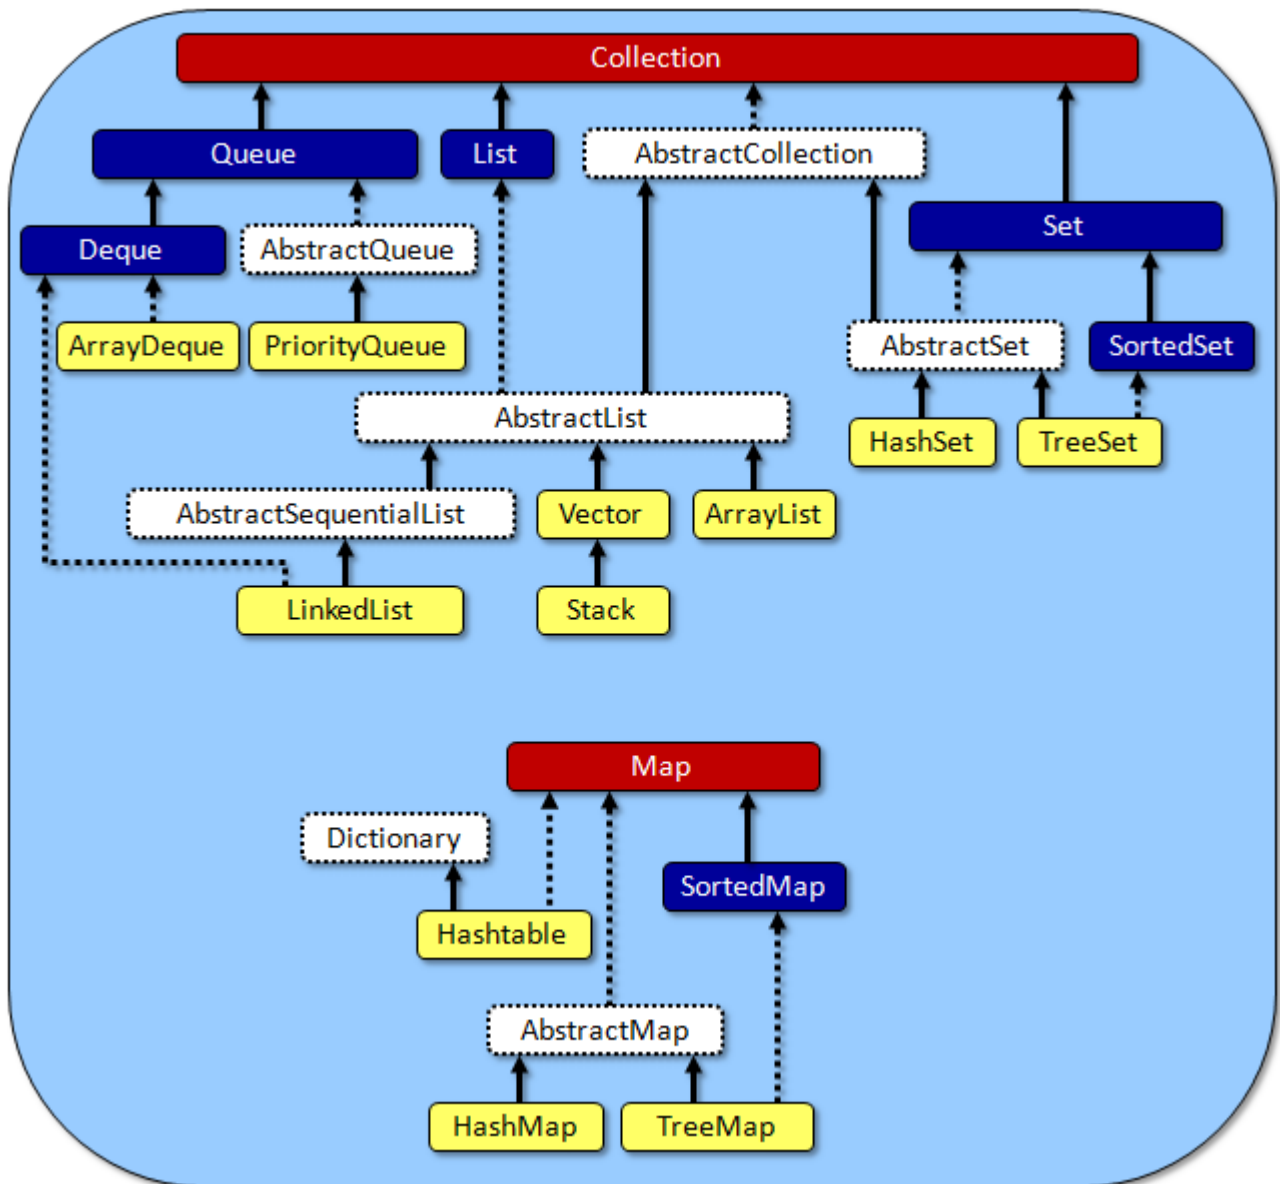 Collection
Queue
List
AbstractCollection
Deque
AbstractQueue
Set
ArrayDeque
PriorityQueue
AbstractSet
SortedSet
AbstractList
HashSet
TreeSet
AbstractSequentialList
Vector
ArrayList
LinkedList
Stack
Map
Dictionary
SortedMap
Hashtable
AbstractMap
HashMap
TreeMap